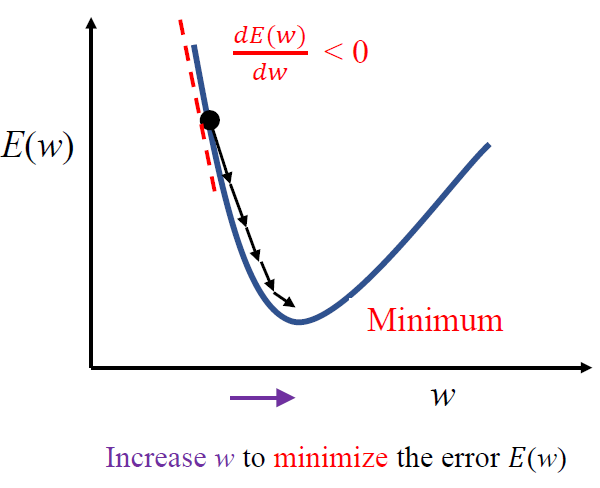 dE(w)/dw < 0
E(w)
Minimum
w
Increase w to minimize the error E(w)